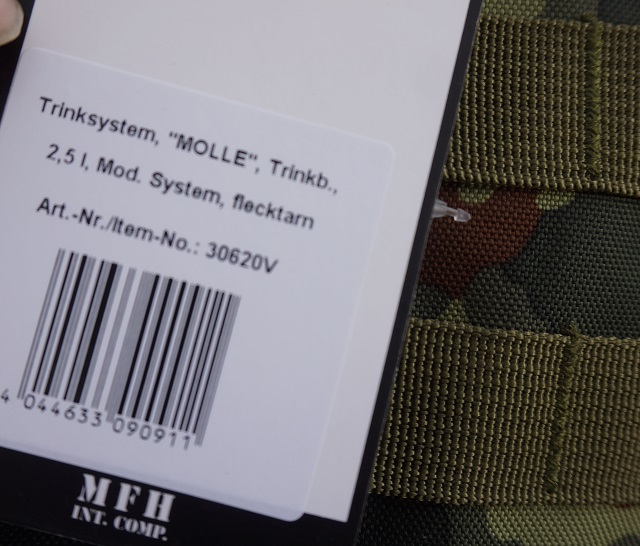 Trinksystem, "MOLLE", Trinkb.,
2,5 l, Mod. System, flecktarn
Art.-Nr./Item-No.: 30620V
4 044633 090911
MFH
INT. COMP.